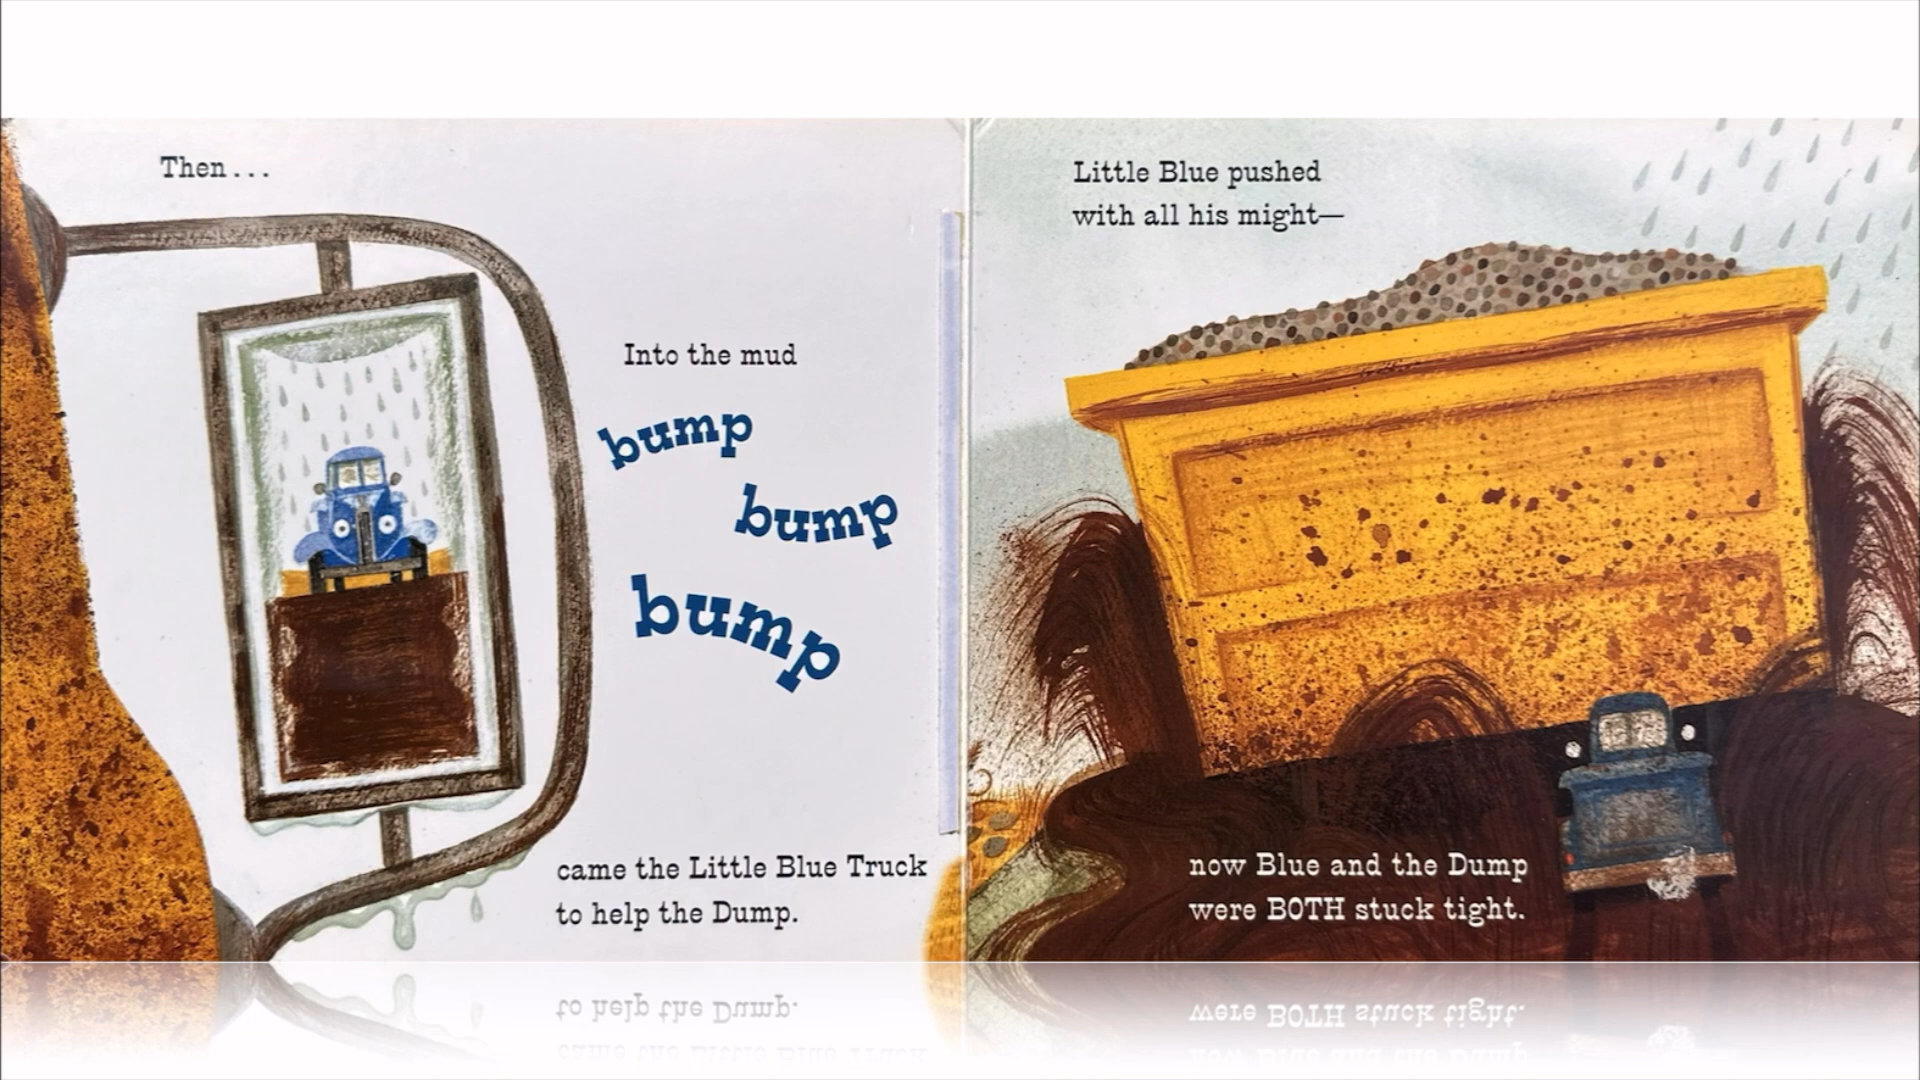 Then . . .
Into the mud
bump
bump
bump
came the Little Blue Truck
to help the Dump.
Little Blue pushed
with all his might—
now Blue and the Dump
were BOTH stuck tight.